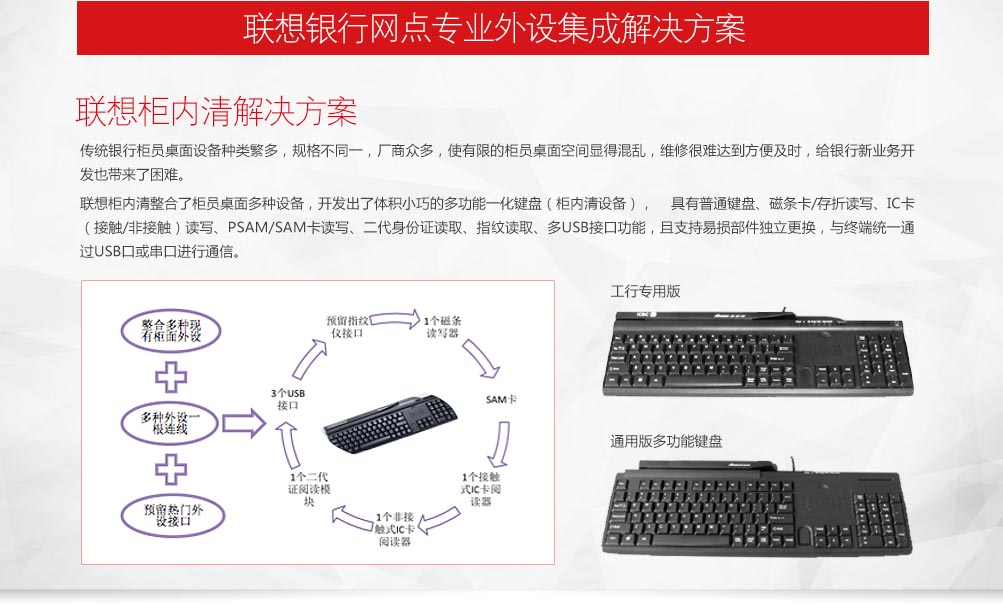 联想银行网点专业外设集成解决方案
联想柜内清解决方案
传统银行柜员桌面设备种类繁多，规格不同一，厂商众多，使有限的柜员桌面空间显得混乱，维修很难达到方便及时，给银行新业务开
发也带来了困难。
联想柜内清整合了柜员桌面多种设备，开发出了体积小巧的多功能一化键盘（柜内清设备）， 具有普通键盘、磁条卡/存折读写、IC卡
（接触/非接触）读写、PSAM/SAM卡读写、二代身份证读取、指纹读取、多USB接口功能，且支持易损部件独立更换，与终端统一通
过USB口或串口进行通信。
整合多种现
有柜面外设
多种外设一
根连线
预留热门外
设接口
预留指纹
仪接口
1个磁条
读写器
SAM卡
1个接触
式IC卡阅
读器
1个非接
触式IC卡
阅读器
1个二代
证阅读模
块
3个USB
接口
工行专用版
ICBC
通用版多功能键盘